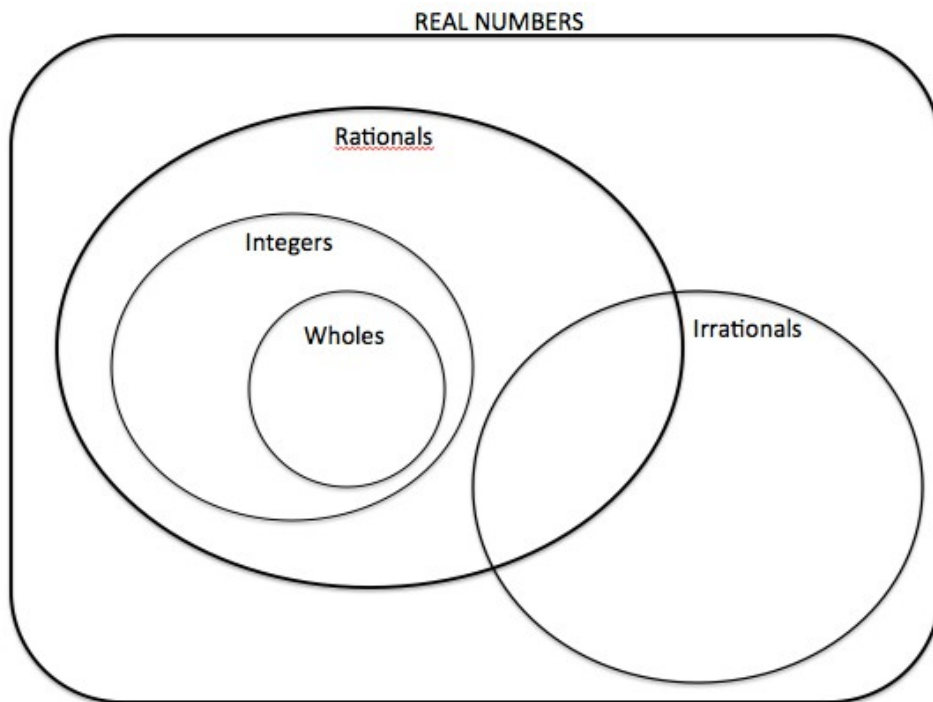 REAL NUMBERS
Rationals
Integers
Wholes
Irrationals